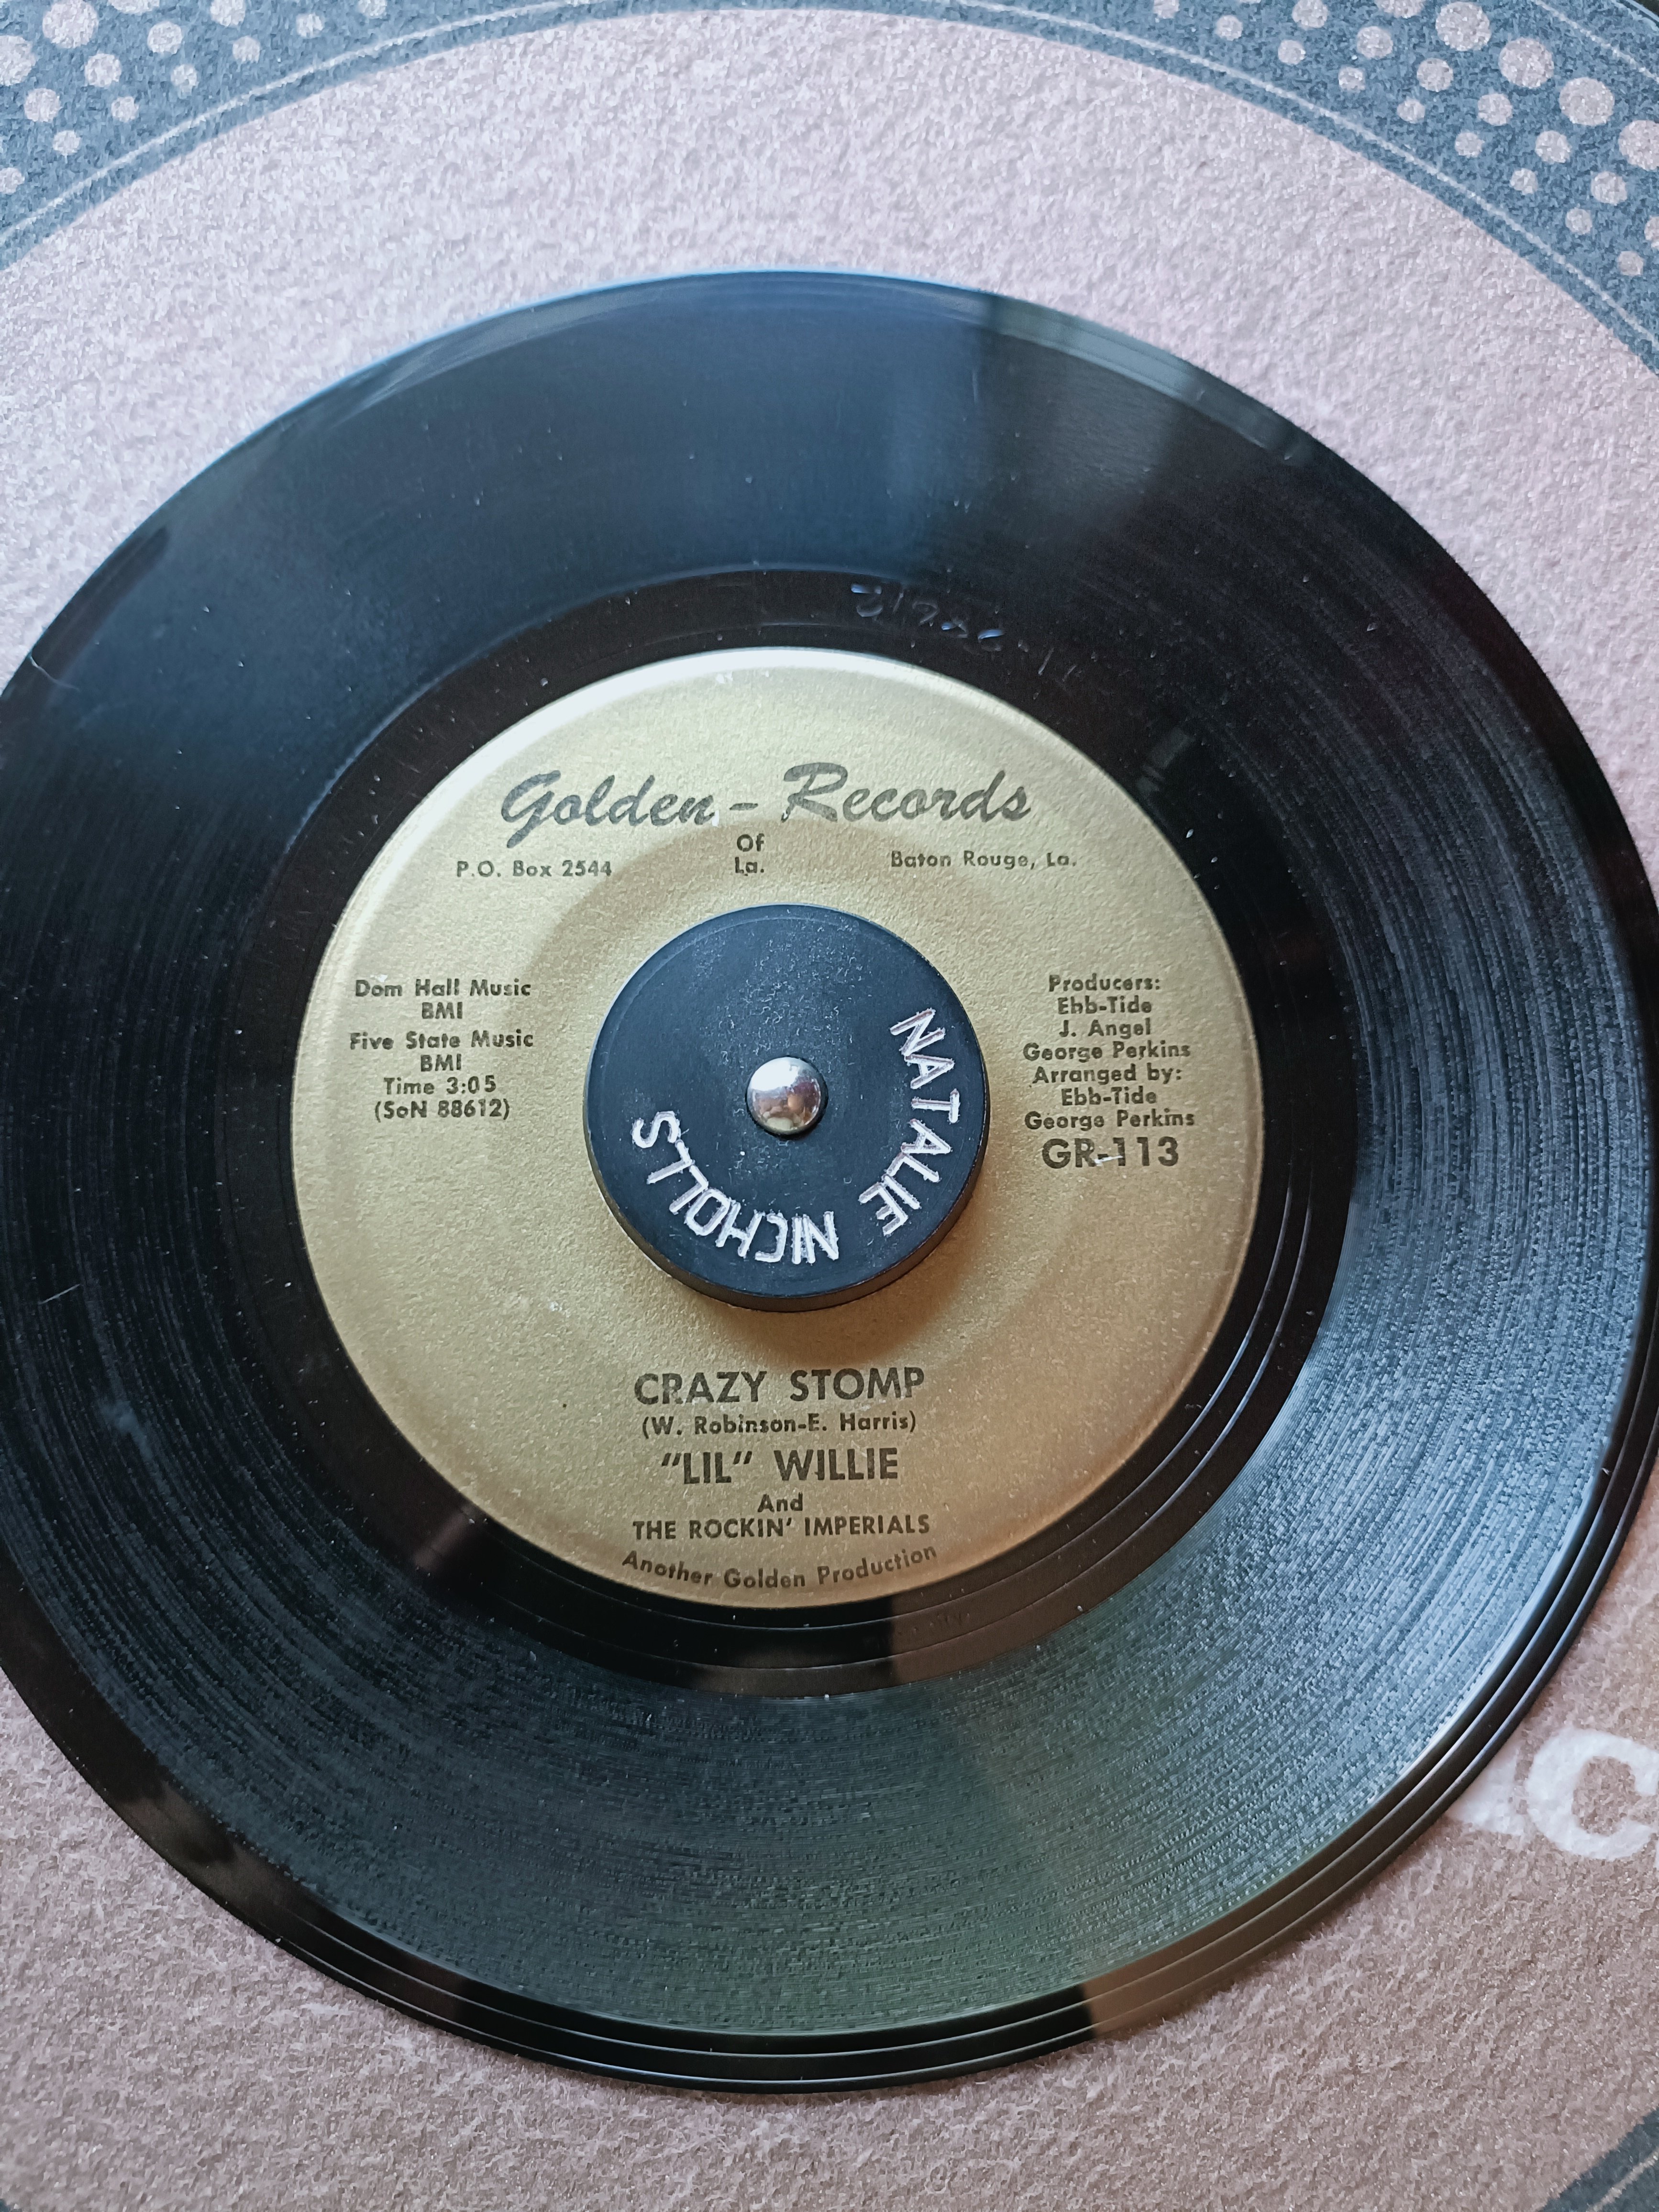 Golden - Records
Of
La.
P.O. Box 2544
Baton Rouge, La.
Dom Hall Music
BMI
Five State Music
BMI
Time 3:05
(SoN 88612)
Producers:
Ebb-Tide
J. Angel
George Perkins
Arranged by:
Ebb-Tide
George Perkins
GR-113
NATALIE NICHOLLS
CRAZY STOMP
(W. Robinson-E. Harris)
"LIL" WILLIE
And
THE ROCKIN' IMPERIALS
Another Golden Production